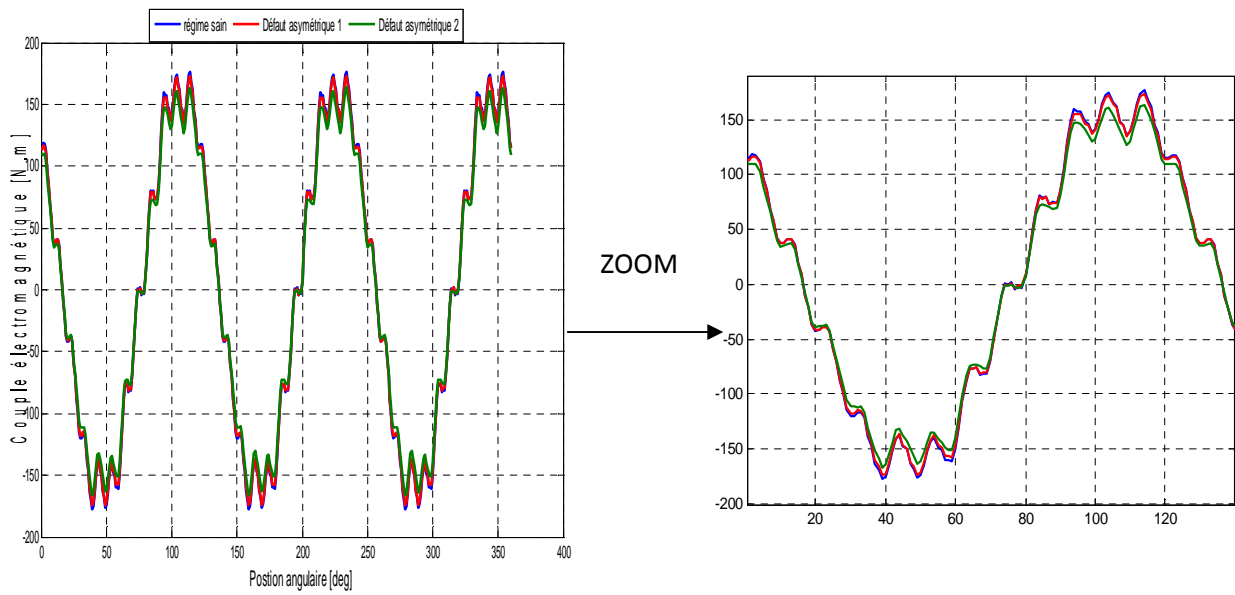 régime sain Défaut asymétrique 1 Défaut asymétrique 2
Couple électromagnétique [N.m]
200
150
100
50
0
-50
-100
-150
-200
0 50 100 150 200 250 300 350 400
Postion angulaire [deg]
ZOOM
150
100
50
0
-50
-100
-150
-200
20 40 60 80 100 120